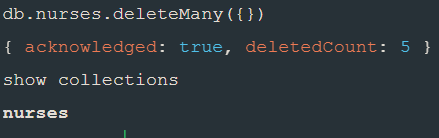 db.nurses.deleteMany({})
{ acknowledged: true, deletedCount: 5 }
show collections
nurses